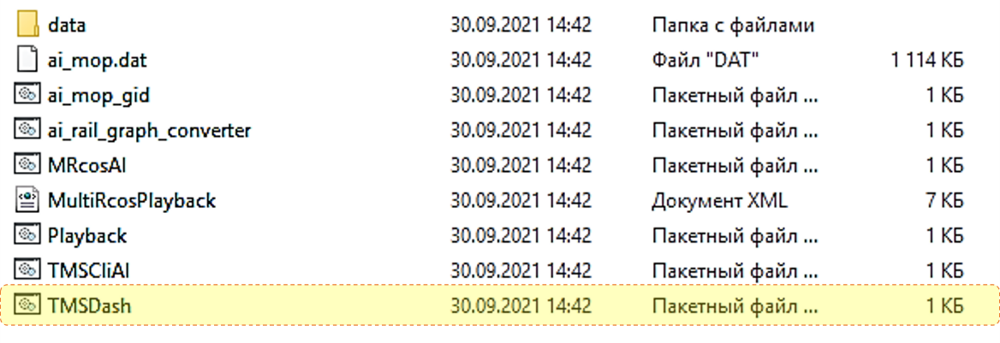 data 30.09.2021 14:42 Папка с файлами
ai_mop.dat 30.09.2021 14:42 Файл "DAT" 1 114 КБ
ai_mop_gid 30.09.2021 14:42 Пакетный файл ... 1 КБ
ai_rail_graph_converter 30.09.2021 14:42 Пакетный файл ... 1 КБ
MRcosAI 30.09.2021 14:42 Пакетный файл ... 1 КБ
MultiRcosPlayback 30.09.2021 14:42 Документ XML 7 КБ
Playback 30.09.2021 14:42 Пакетный файл ... 1 КБ
TMSCliAI 30.09.2021 14:42 Пакетный файл ... 1 КБ
TMSDash 30.09.2021 14:42 Пакетный файл ... 1 КБ